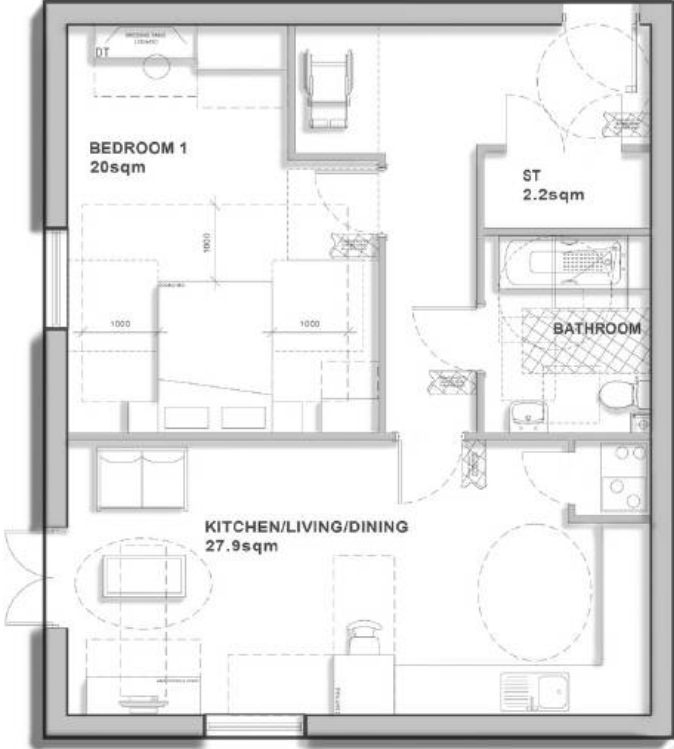 DT
BEDROOM 1
20sqm
ST
2.2sqm
1000
1000
1000
BATHROOM
KITCHEN/LIVING/DINING
27.9sqm